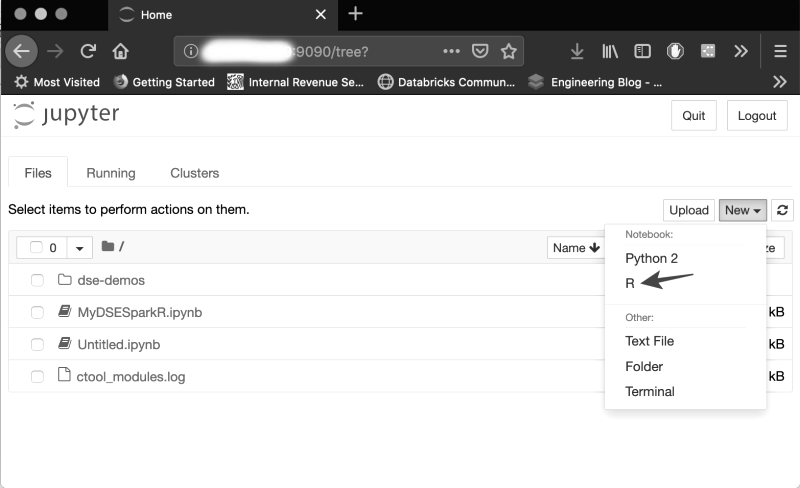 Home
9090/tree?
Most Visited Getting Started Internal Revenue Se... Databricks Commun... Engineering Blog - ...
jupyter Quit Logout
Files Running Clusters
Select items to perform actions on them. Upload New
0 / Name ze
Notebook:
Python 2
dse-demos
R
MyDSESparkR.ipynb kB
Other:
Text File
Untitled.ipynb kB
Folder
ctool_modules.log kB
Terminal